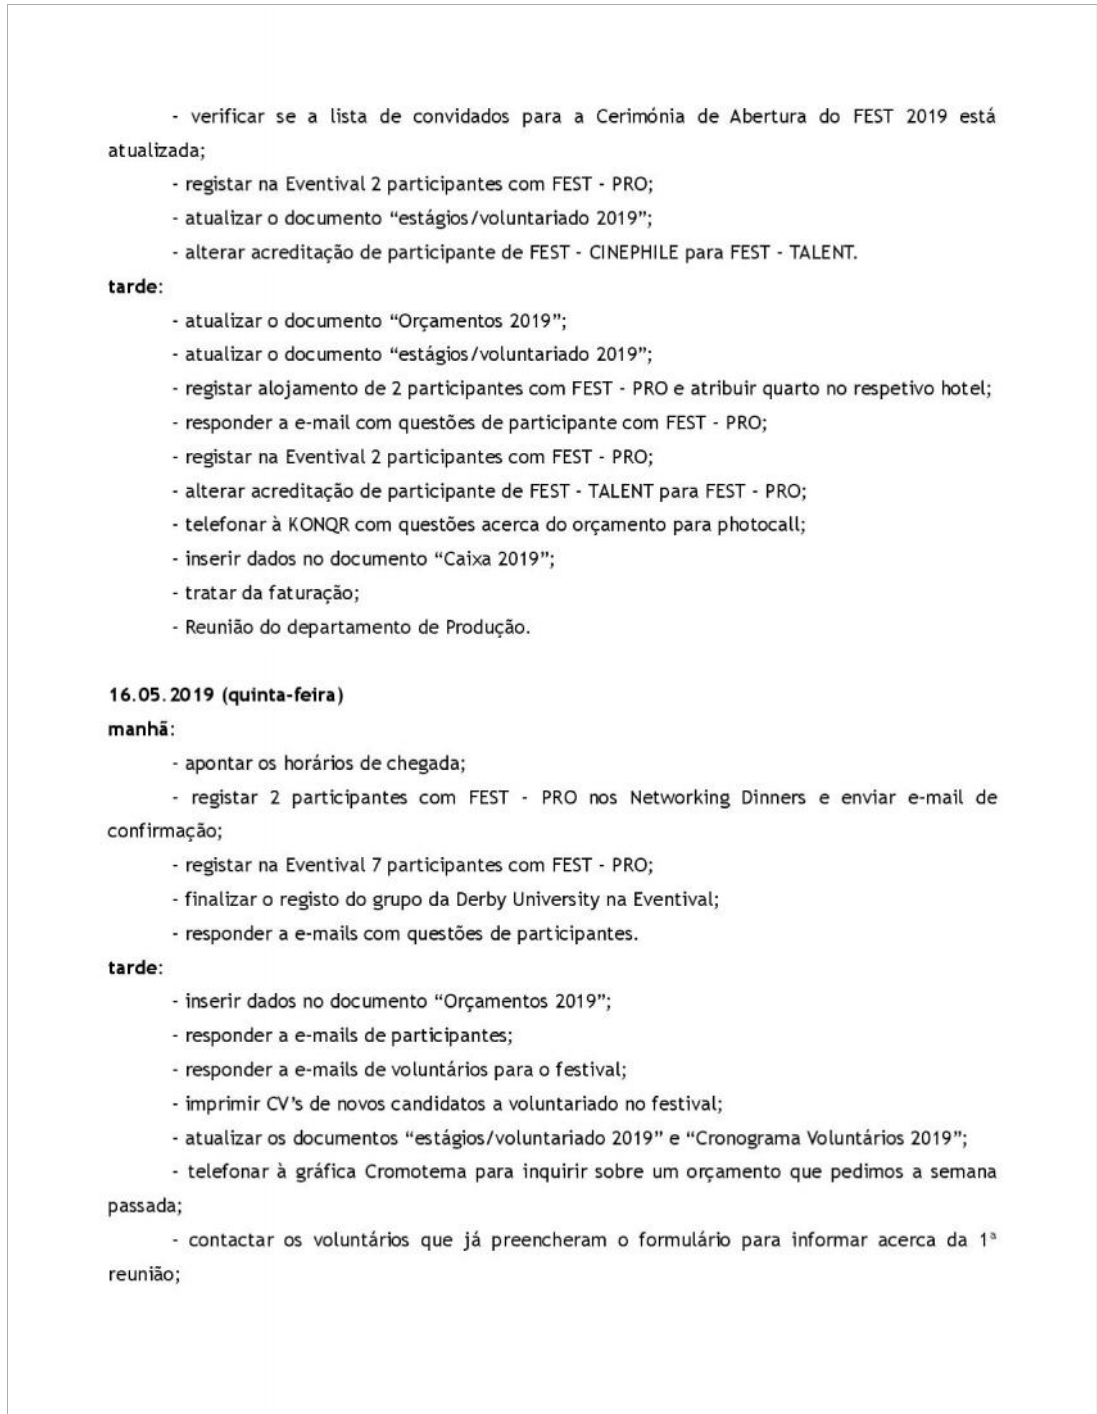 - verificar se a lista de convidados para a Cerimónia de Abertura do FEST 2019 está
atualizada;
- registar na Eventival 2 participantes com FEST - PRO;
- atualizar o documento “estágios/voluntariado 2019”;
- alterar acreditação de participante de FEST - CINEPHILE para FEST - TALENT.
tarde:
- atualizar o documento “Orçamentos 2019”;
- atualizar o documento “estágios/voluntariado 2019”;
- registar alojamento de 2 participantes com FEST - PRO e atribuir quarto no respetivo hotel;
- responder a e-mail com questões de participante com FEST - PRO;
- registar na Eventival 2 participantes com FEST - PRO;
- alterar acreditação de participante de FEST - TALENT para FEST - PRO;
- telefonar à KONQR com questões acerca do orçamento para photocall;
- inserir dados no documento “Caixa 2019”;
- tratar da faturação;
- Reunião do departamento de Produção.
16.05.2019 (quinta-feira)
manhã:
- apontar os horários de chegada;
- registar 2 participantes com FEST - PRO nos Networking Dinners e enviar e-mail de
confirmação;
- registar na Eventival 7 participantes com FEST - PRO;
- finalizar o registo do grupo da Derby University na Eventival;
- responder a e-mails com questões de participantes.
tarde:
- inserir dados no documento “Orçamentos 2019”;
- responder a e-mails de participantes;
- responder a e-mails de voluntários para o festival;
- imprimir CV’s de novos candidatos a voluntariado no festival;
- atualizar os documentos “estágios/voluntariado 2019” e “Cronograma Voluntários 2019”;
- telefonar à gráfica Cromotema para inquirir sobre um orçamento que pedimos a semana
passada;
- contactar os voluntários que já preencheram o formulário para informar acerca da 1ª
reunião;